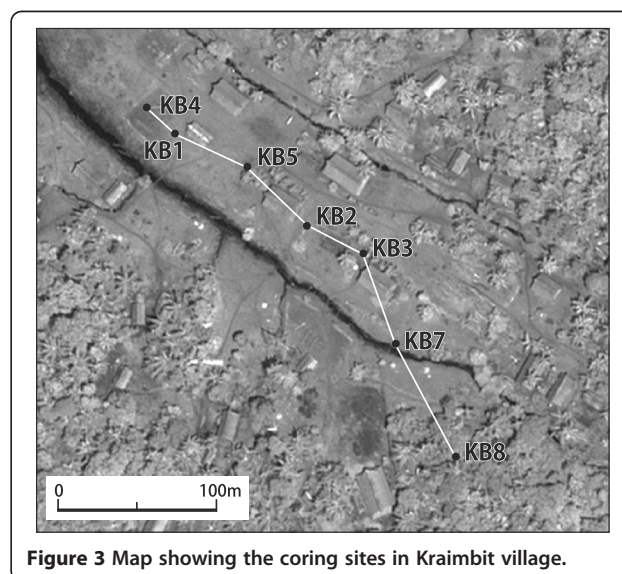 KB4
KB1
KB5
KB2
KB3
KB7
KB8
0 100m
Figure 3 Map showing the coring sites in Kraimbit village.